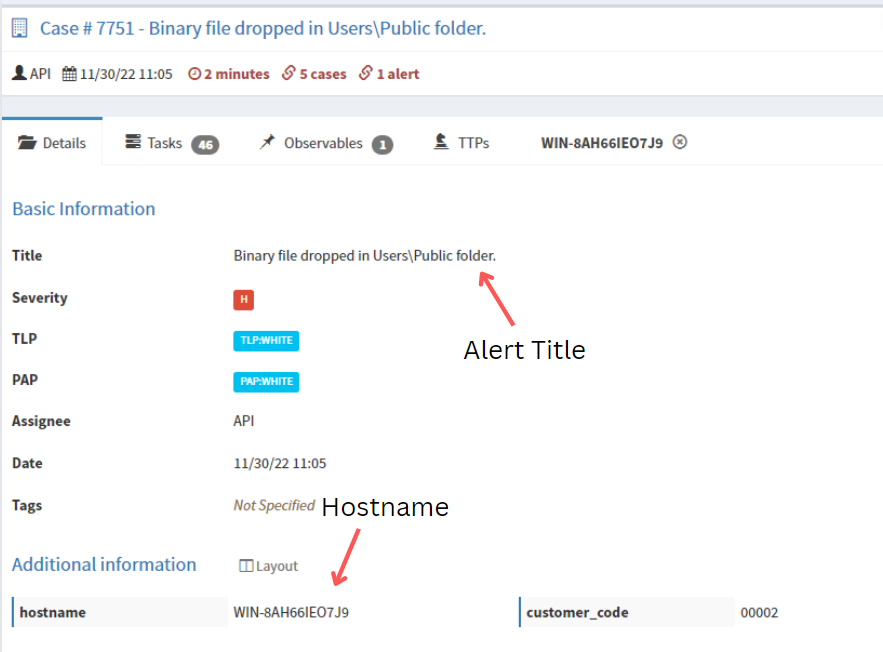 Case # 7751 - Binary file dropped in Users\Public folder.
API 11/30/22 11:05 2 minutes 5 cases 1 alert
Details Tasks 46 Observables 1 TTPs WIN-8AH66IEO7J9
Basic Information
Title Binary file dropped in Users\Public folder.
Severity H
Alert Title
TLP TLP:WHITE
PAP PAP:WHITE
Assignee API
Date 11/30/22 11:05
Tags Not Specified
Hostname
Additional information Layout
hostname WIN-8AH66IEO7J9 customer_code 00002